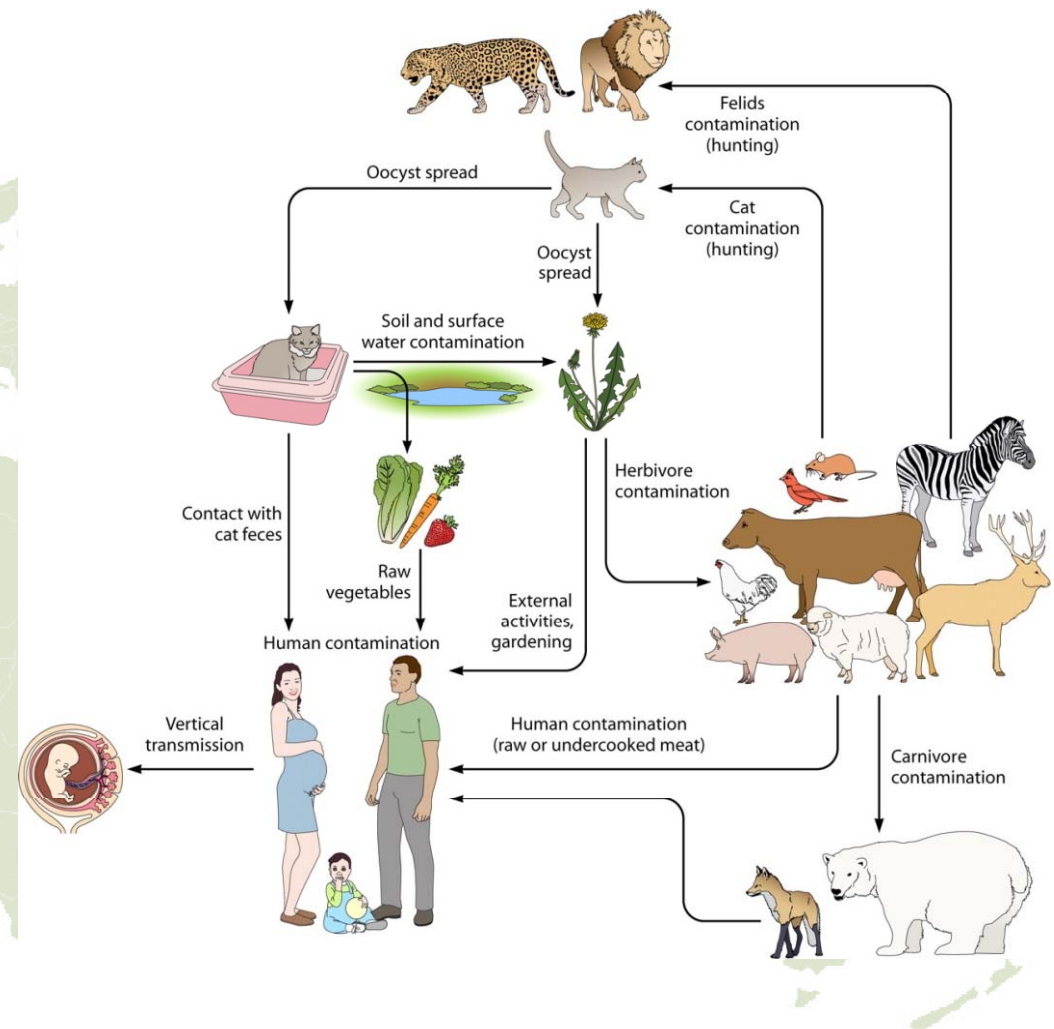 Felids
contamination
(hunting)
Oocyst spread
Cat
contamination
(hunting)
Oocyst
spread
Soil and surface
water contamination
Herbivore
contamination
Contact with
cat feces
Raw
vegetables
External
activities,
gardening
Human contamination
Vertical
transmission
Human contamination
(raw or undercooked meat)
Carnivore
contamination